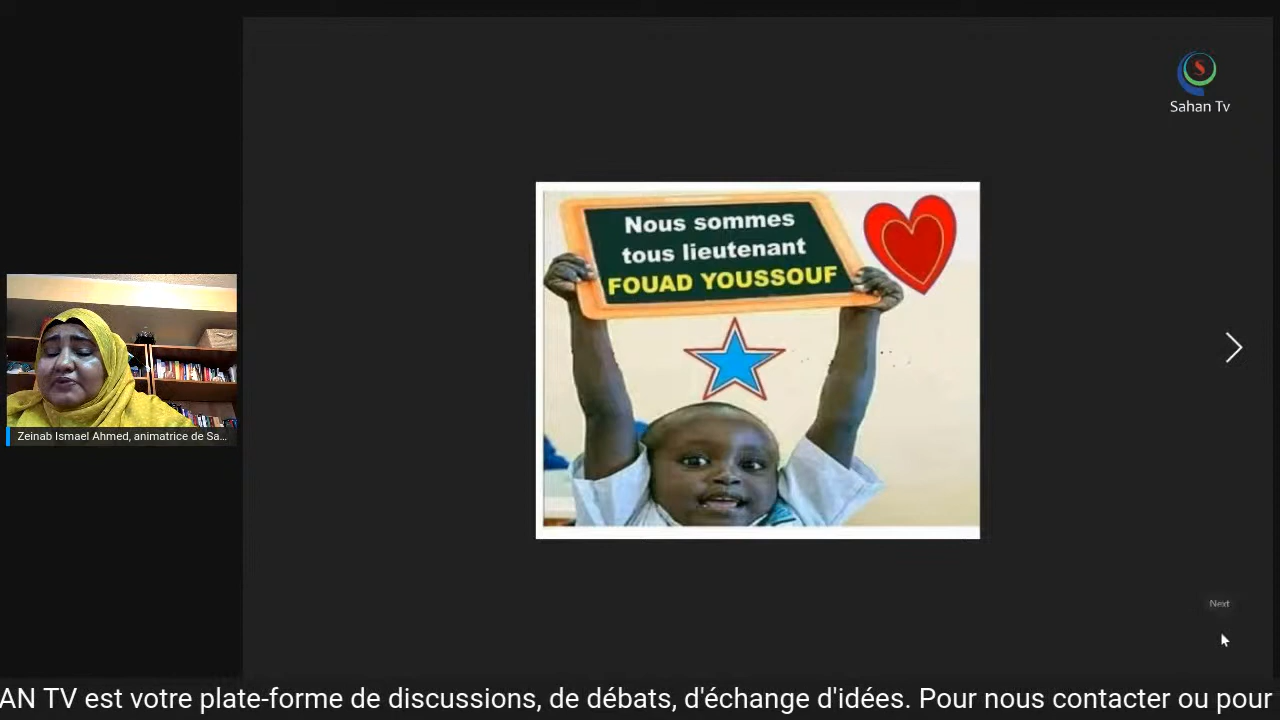 S
Sahan Tv
Nous sommes
tous lieutenant
FOUAD YOUSSOUF
Zeinab Ismael Ahmed, animatrice de Sa...
Next
AN TV est votre plate-forme de discussions, de débats, d'échange d'idées. Pour nous contacter ou pour